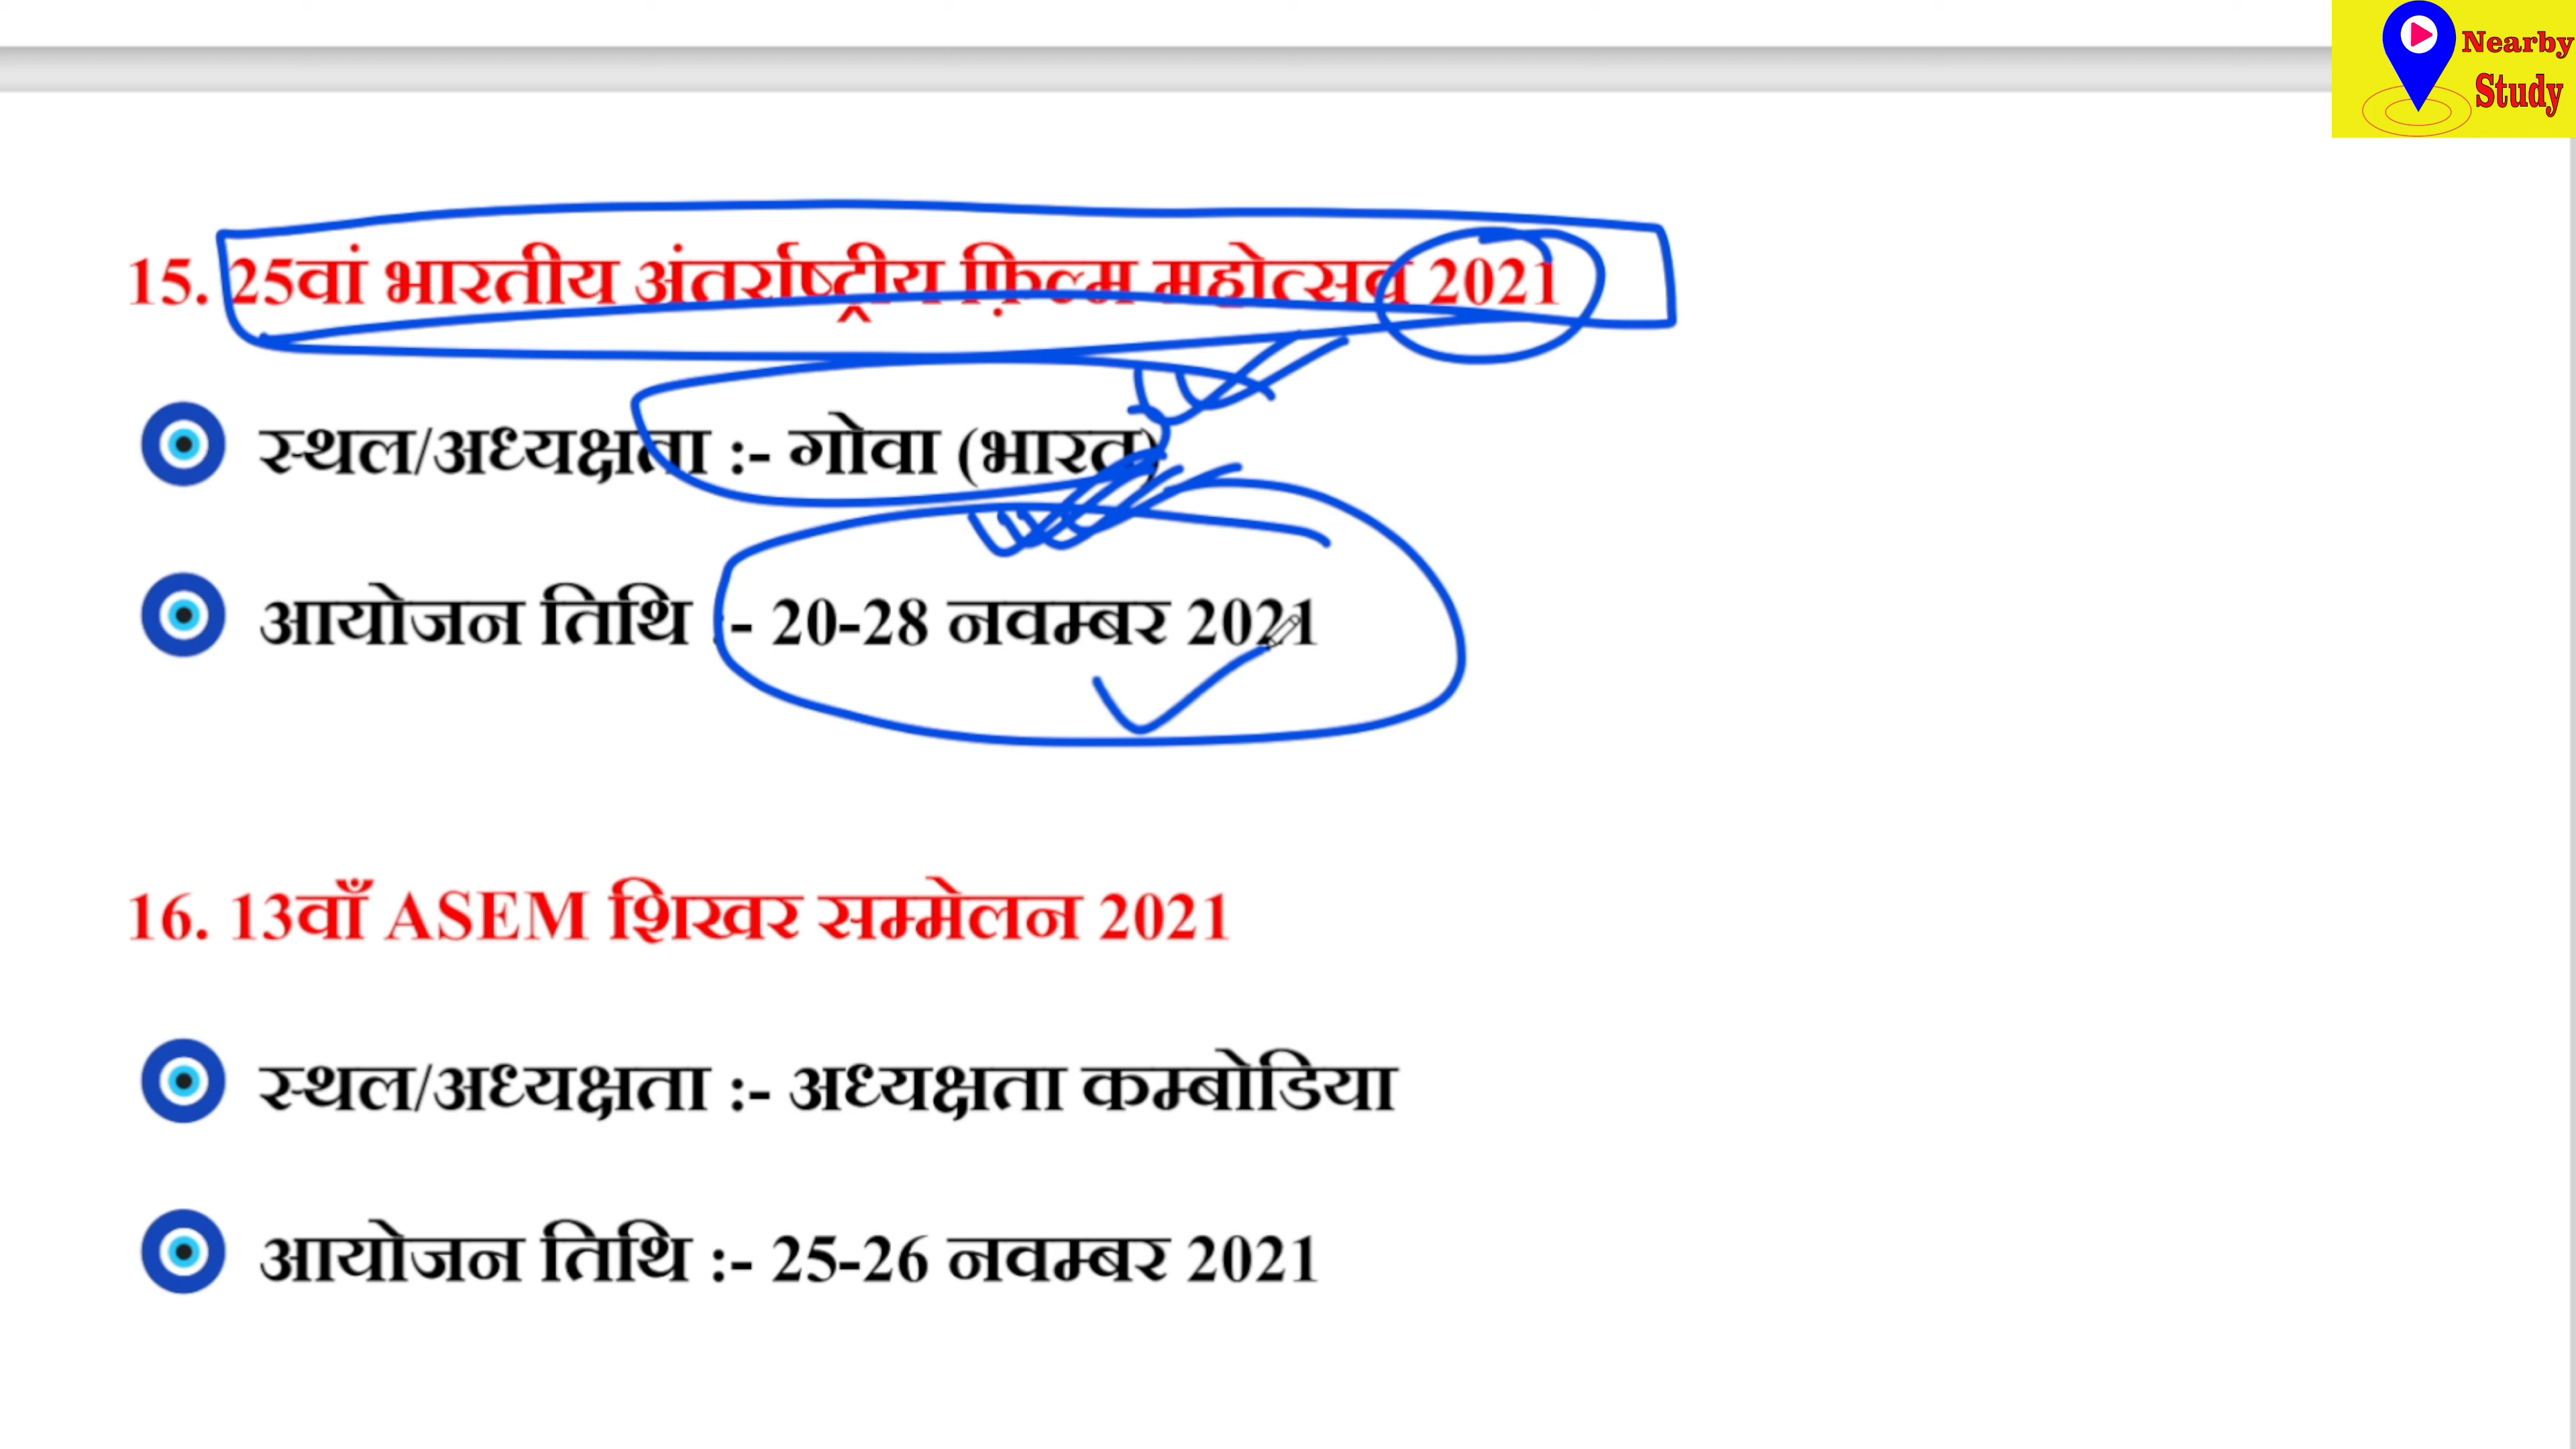 Nearby
Study
15. 25वां भारतीय अंतर्राष्ट्रीय फ़िल्म महोत्सव 2021
स्थल/अध्यक्षता :- गोवा (भारत)
आयोजन तिथि :- 20-28 नवम्बर 2021
16. 13वाँ ASEM शिखर सम्मेलन 2021
स्थल/अध्यक्षता :- अध्यक्षता कम्बोडिया
आयोजन तिथि :- 25-26 नवम्बर 2021